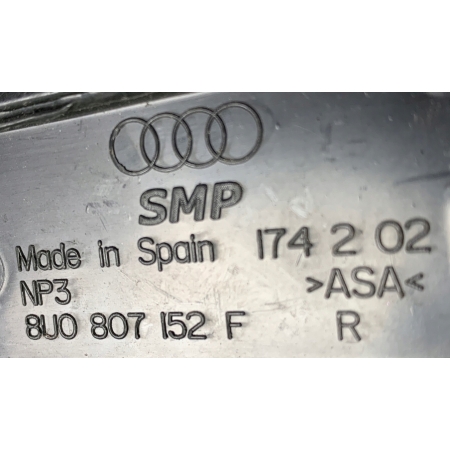 SMP
Made in Spain 174 2 02
NP3 >ASA<
8U0 807 152 F R